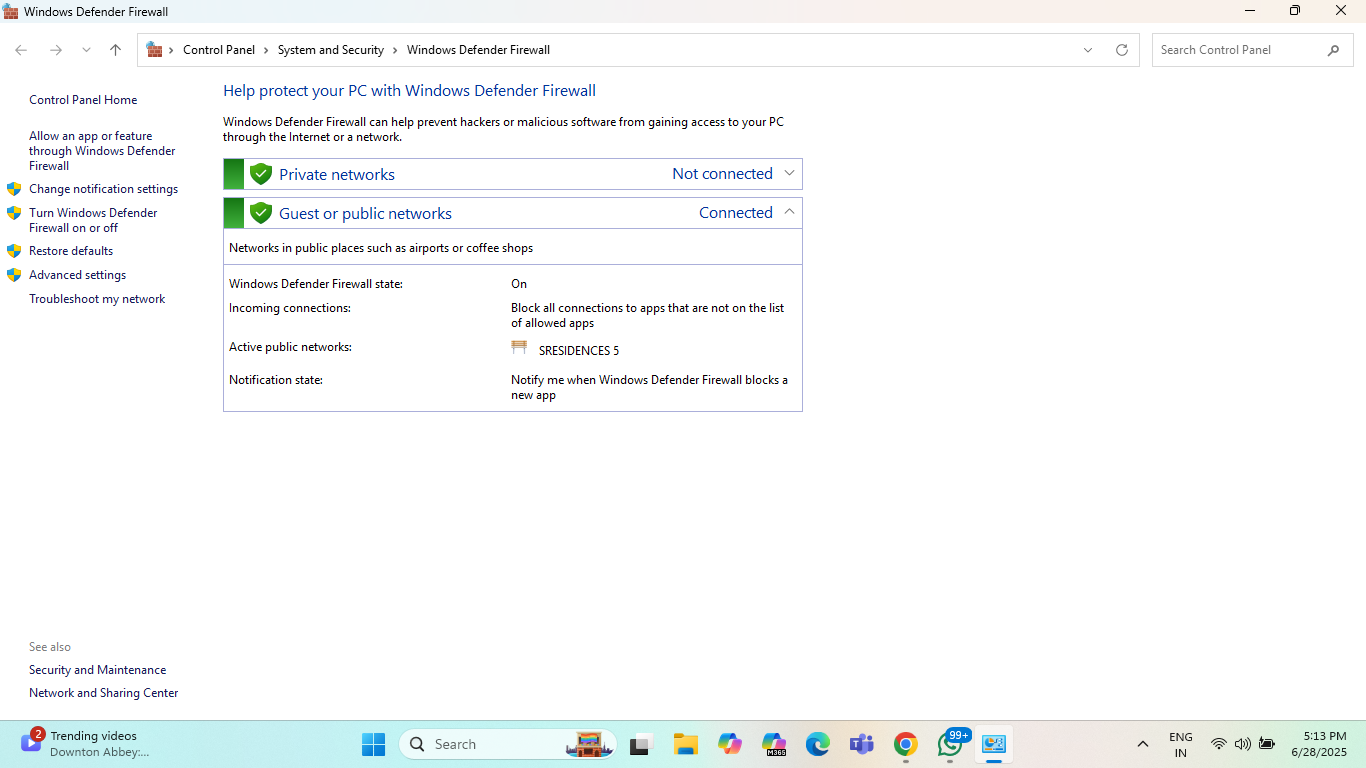 Windows Defender Firewall
Control Panel
System and Security
Windows Defender Firewall
Search Control Panel
Control Panel Home
Allow an app or feature
through Windows Defender
Firewall
Change notification settings
Turn Windows Defender
Firewall on or off
Restore defaults
Advanced settings
Troubleshoot my network
Help protect your PC with Windows Defender Firewall
Windows Defender Firewall can help prevent hackers or malicious software from gaining access to your PC
through the Internet or a network.
Private networks
Not connected
Guest or public networks
Connected
Networks in public places such as airports or coffee shops
Windows Defender Firewall state:
On
Incoming connections:
Block all connections to apps that are not on the list
of allowed apps
Active public networks:
SRESIDENCES 5
Notification state:
Notify me when Windows Defender Firewall blocks a
new app
See also
Security and Maintenance
Network and Sharing Center
2
Trending videos
Downton Abbey:...
Search
M365
99+
ENG
IN
5:13 PM
6/28/2025